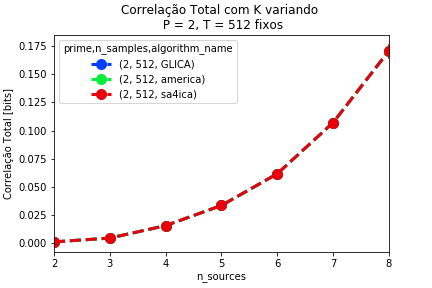 Correlação Total com K variando
P = 2, T = 512 fixos
prime,n_samples,algorithm_name
(2, 512, GLICA)
(2, 512, america)
(2, 512, sa4ica)
Correlação Total [bits]
0.175
0.150
0.125
0.100
0.075
0.050
0.025
0.000
2 3 4 5 6 7 8
n_sources